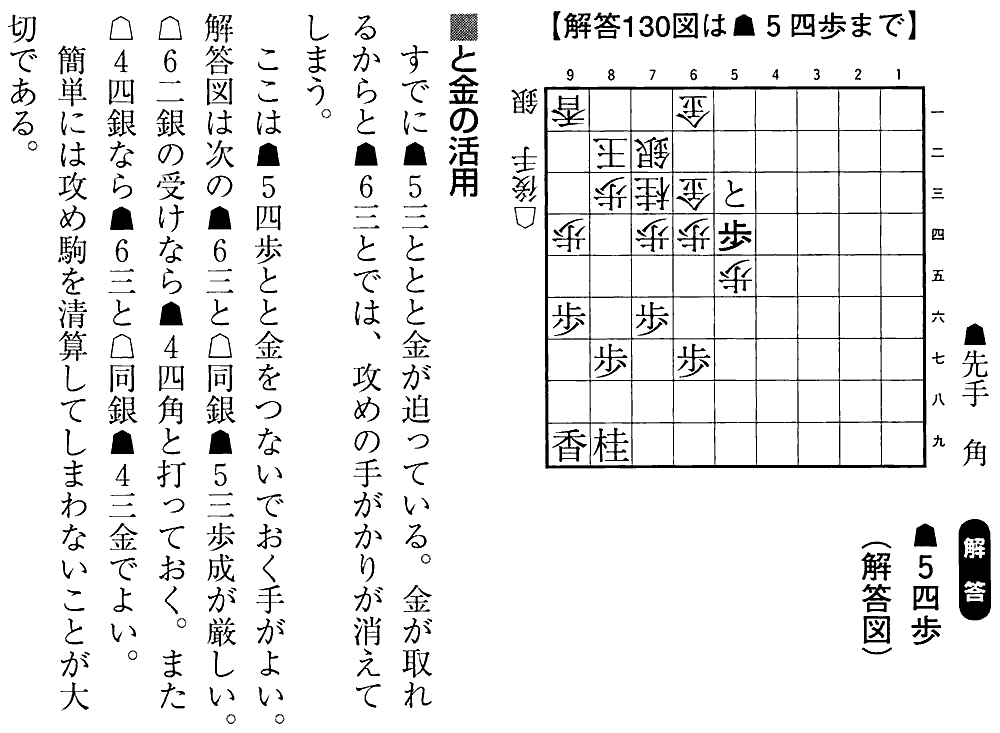 【解答130図は☗５四歩まで】
9 8 7 6 5 4 3 2 1
香 金 一
王 銀 二
歩 桂 金 と 三
歩 歩 歩 歩 四
歩 五
歩 歩 六
歩 歩 七
八
香 桂 九
☖後手 銀
☗先手 角
解答
☗５四歩
（解答図）
■と金の活用
すでに☗５三ととと金が迫っている。金が取れ
るからと☗６三とでは、攻めの手がかりが消えて
しまう。
ここは☗５四歩とと金をつないでおく手がよい。
解答図は次の☗６三と☖同銀☗５三歩成が厳しい。
☖６二銀の受けなら☗４四角と打っておく。また
☖４四銀なら☗６三と☖同銀☗４三金でよい。
簡単には攻め駒を清算してしまわないことが大
切である。